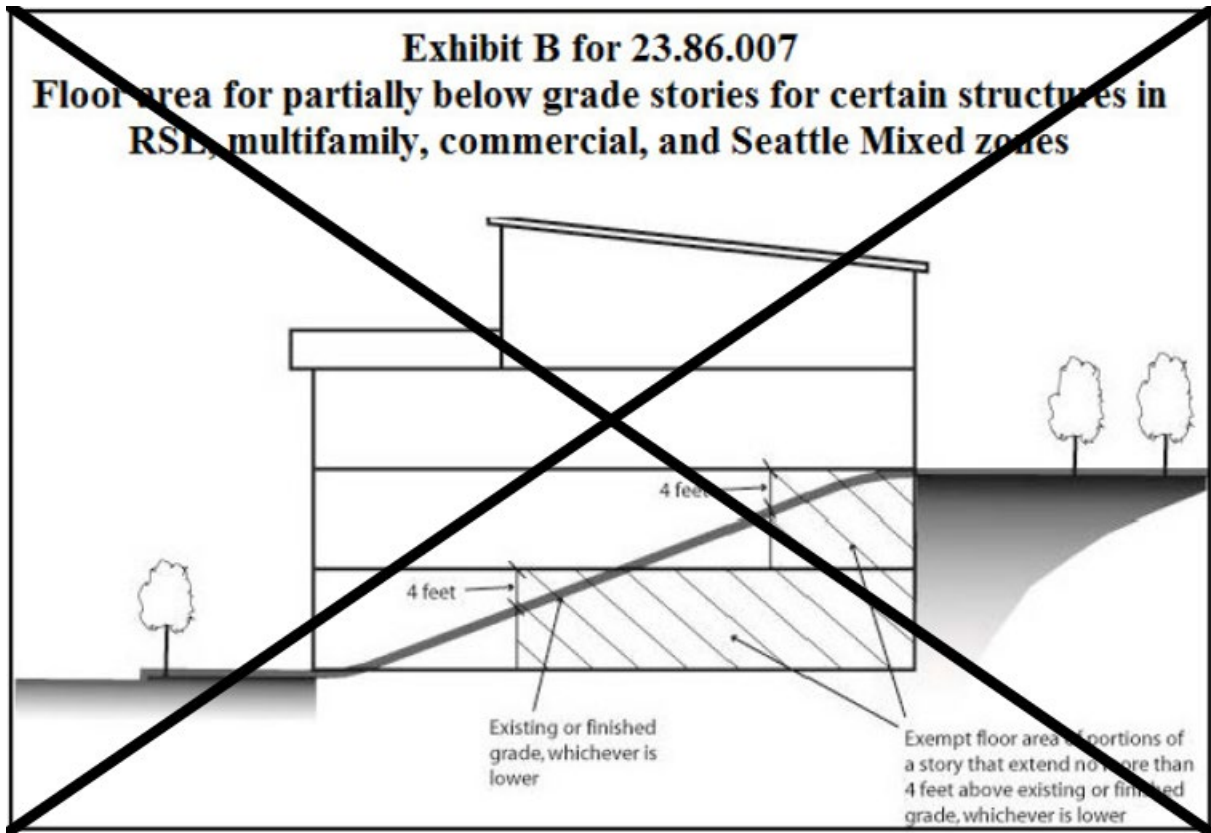 Exhibit B for 23.86.007
Floor area for partially below grade stories for certain structures in
RSL, multifamily, commercial, and Seattle Mixed zones
4 feet
4 feet
Existing or finished
grade, whichever is
lower
Exempt floor area of portions of
a story that extend no more than
4 feet above existing or finished
grade, whichever is lower